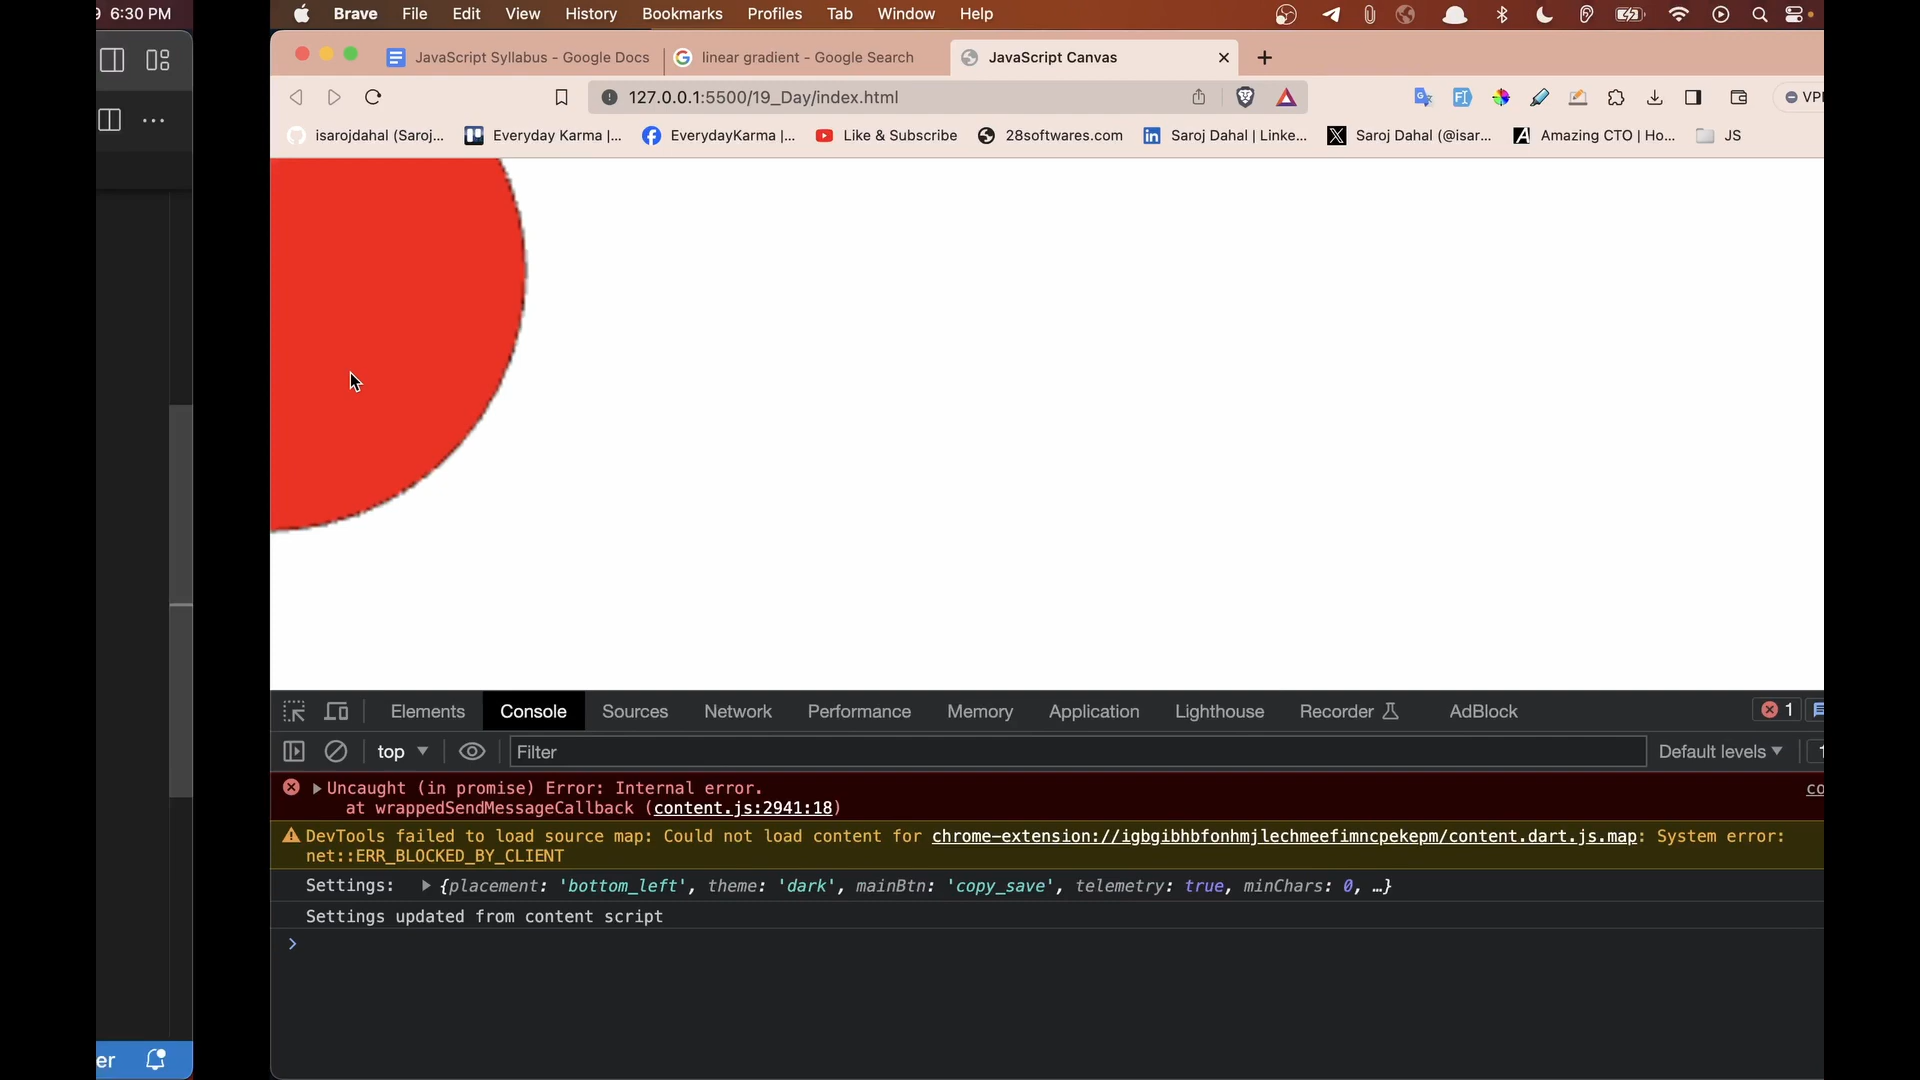 9 6:30 PM
Brave File Edit View History Bookmarks Profiles Tab Window Help
JavaScript Syllabus - Google Docs
linear gradient - Google Search
JavaScript Canvas
127.0.0.1:5500/19_Day/index.html
VPN
isarojdahal (Saroj... Everyday Karma |... EverydayKarma |... Like & Subscribe 28softwares.com Saroj Dahal | Linke... Saroj Dahal (@isar... Amazing CTO | Ho... JS
Elements Console Sources Network Performance Memory Application Lighthouse Recorder AdBlock 1
top Filter Default levels 1
Uncaught (in promise) Error: Internal error. co
at wrappedSendMessageCallback (content.js:2941:18)
DevTools failed to load source map: Could not load content for chrome-extension://igbgibhbfonhmjlechmeefimncpekepm/content.dart.js.map: System error:
net::ERR_BLOCKED_BY_CLIENT
Settings: {placement: 'bottom_left', theme: 'dark', mainBtn: 'copy_save', telemetry: true, minChars: 0, …}
Settings updated from content script
er